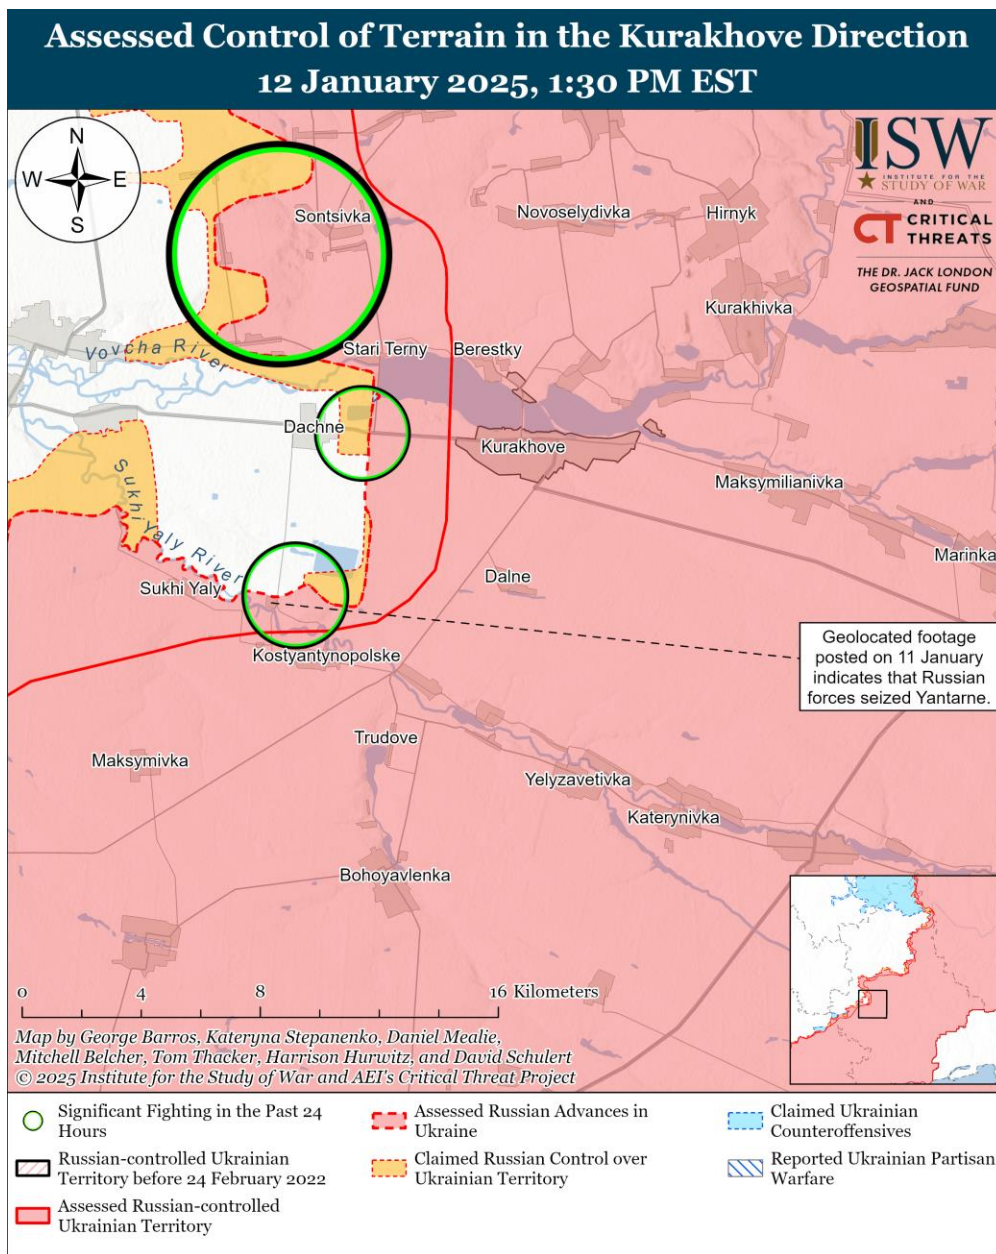 Assessed Control of Terrain in the Kurakhove Direction
12 January 2025, 1:30 PM EST
N
W
E
S
ISW
INSTITUTE FOR THE
STUDY OF WAR
AND
CT CRITICAL
THREATS
THE DR. JACK LONDON
GEOSPATIAL FUND
Sontsivka
Novoselydivka
Hirnyk
Kurakhivka
Vovcha River
Stari Terny
Berestky
Dachne
Kurakhove
Maksymilianivka
Sukhi Yaly River
Marinka
Sukhi Yaly
Dalne
Geolocated footage
posted on 11 January
indicates that Russian
forces seized Yantarne.
Kostyantynopolske
Trudove
Maksymivka
Yelyzavetivka
Katerynivka
Bohoyavlenka
0 4 8 16 Kilometers
Map by George Barros, Kateryna Stepanenko, Daniel Mealie,
Mitchell Belcher, Tom Thacker, Harrison Hurwitz, and David Schulert
© 2025 Institute for the Study of War and AEI's Critical Threat Project
Significant Fighting in the Past 24
Hours
Russian-controlled Ukrainian
Territory before 24 February 2022
Assessed Russian-controlled
Ukrainian Territory
Assessed Russian Advances in
Ukraine
Claimed Russian Control over
Ukrainian Territory
Claimed Ukrainian
Counteroffensives
Reported Ukrainian Partisan
Warfare